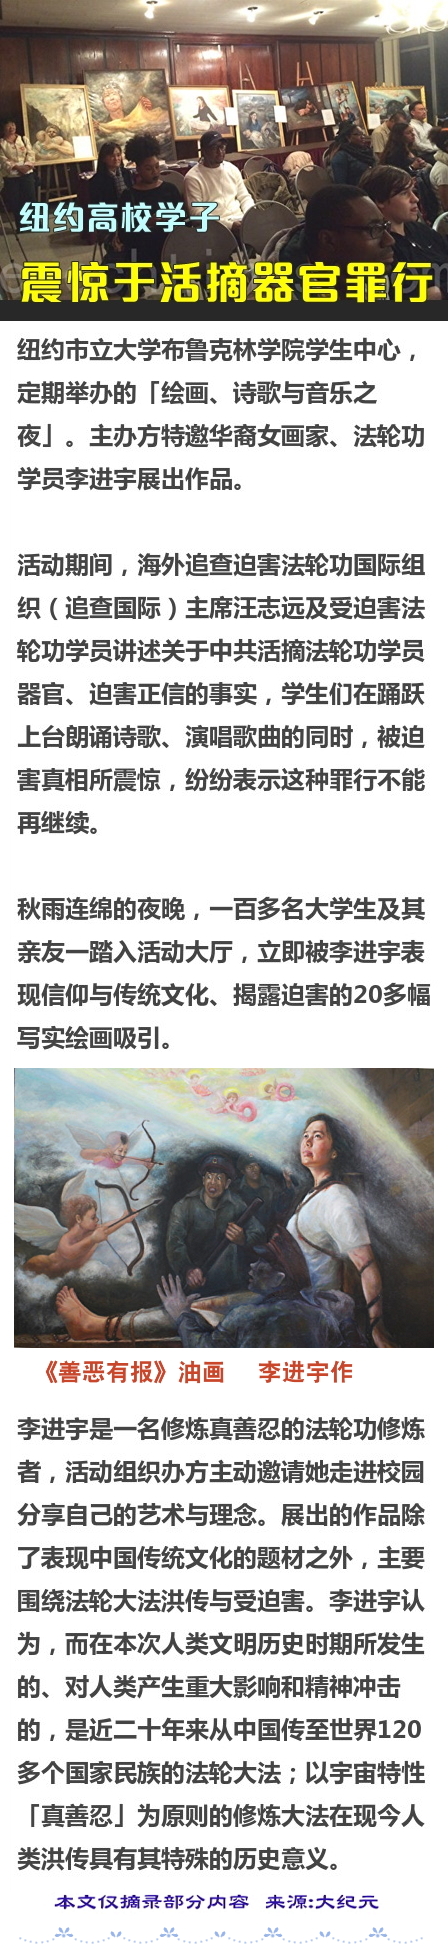 纽约高校学子
震惊于活摘器官罪行
纽约市立大学布鲁克林学院学生中心，
定期举办的「绘画、诗歌与音乐之
夜」。主办方特邀华裔女画家、法轮功
学员李进宇展出作品。
活动期间，海外追查迫害法轮功国际组
织（追查国际）主席汪志远及受迫害法
轮功学员讲述关于中共活摘法轮功学员
器官、迫害正信的事实，学生们在踊跃
上台朗诵诗歌、演唱歌曲的同时，被迫
害真相所震惊，纷纷表示这种罪行不能
再继续。
秋雨连绵的夜晚，一百多名大学生及其
亲友一踏入活动大厅，立即被李进宇表
现信仰与传统文化、揭露迫害的20多幅
写实绘画吸引。
《善恶有报》油画 李进宇作
李进宇是一名修炼真善忍的法轮功修炼
者，活动组织办方主动邀请她走进校园
分享自己的艺术与理念。展出的作品除
了表现中国传统文化的题材之外，主要
围绕法轮大法洪传与受迫害。李进宇认
为，而在本次人类文明历史时期所发生
的、对人类产生重大影响和精神冲击
的，是近二十年来从中国传至世界120
多个国家民族的法轮大法；以宇宙特性
「真善忍」为原则的修炼大法在现今人
类洪传具有其特殊的历史意义。
本文仅摘录部分内容 来源:大纪元